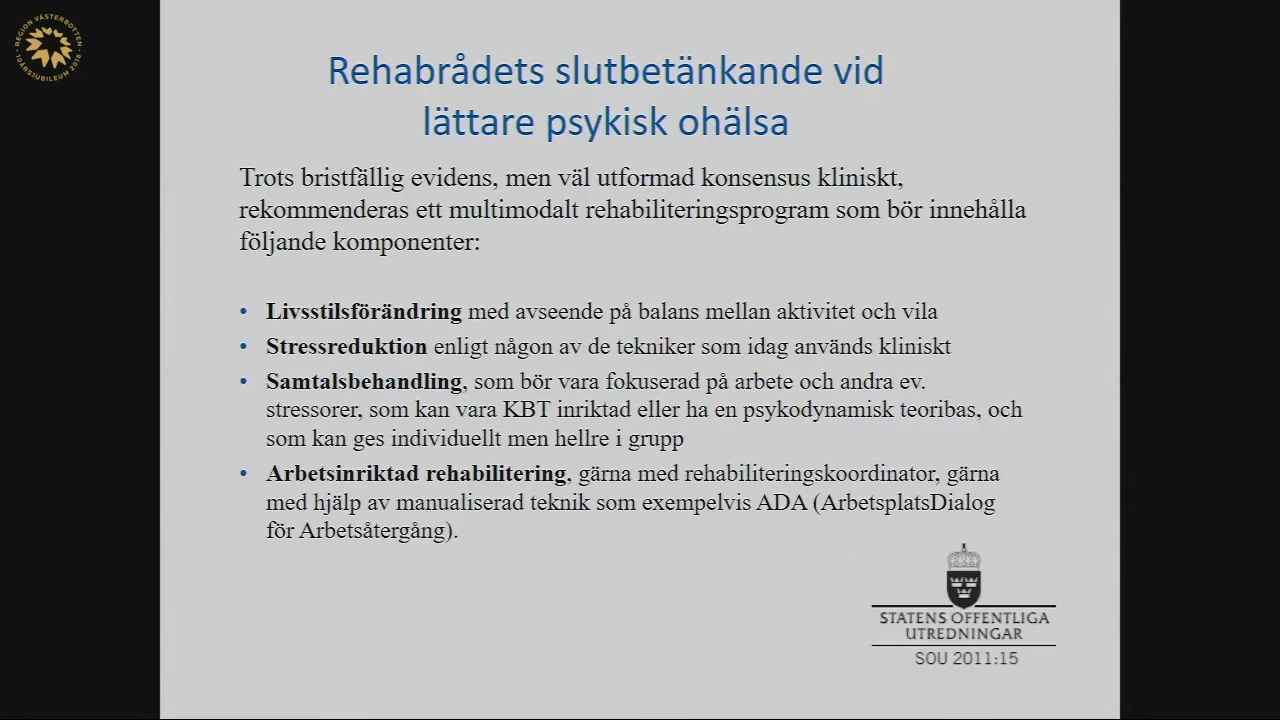 REGION VÄSTERBOTTEN
10ÅRSJUBILEUM 2018
Rehabrådets slutbetänkande vid
lättare psykisk ohälsa
Trots bristfällig evidens, men väl utformad konsensus kliniskt,
rekommenderas ett multimodalt rehabiliteringsprogram som bör innehålla
följande komponenter:
• Livsstilsförändring med avseende på balans mellan aktivitet och vila
• Stressreduktion enligt någon av de tekniker som idag används kliniskt
• Samtalsbehandling, som bör vara fokuserad på arbete och andra ev.
stressorer, som kan vara KBT inriktad eller ha en psykodynamisk teoribas, och
som kan ges individuellt men hellre i grupp
• Arbetsinriktad rehabilitering, gärna med rehabiliteringskoordinator, gärna
med hjälp av manualiserad teknik som exempelvis ADA (ArbetsplatsDialog
för Arbetsåtergång).
STATENS OFFENTLIGA
UTREDNINGAR
SOU 2011:15